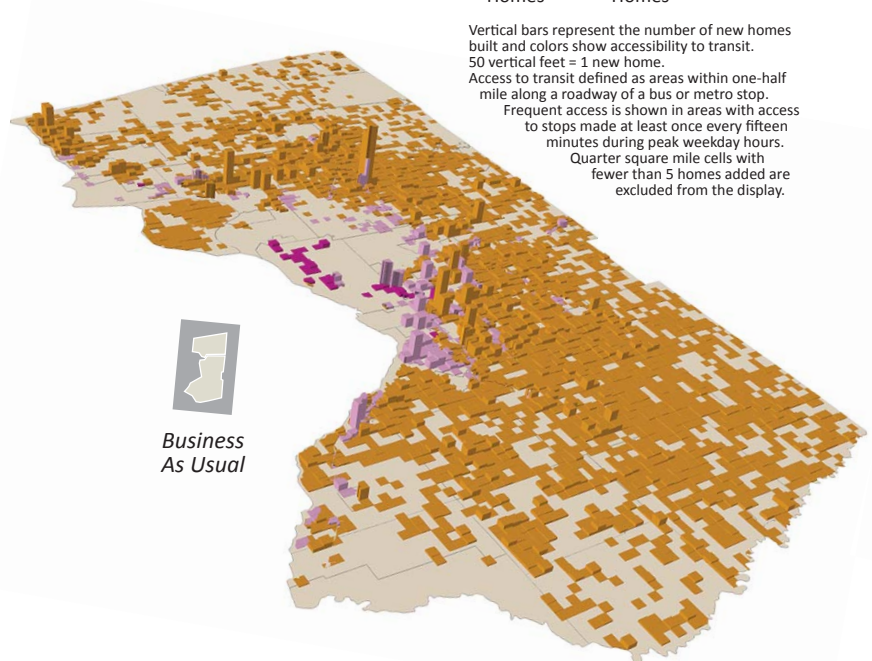 Homes Homes
Vertical bars represent the number of new homes
built and colors show accessibility to transit.
50 vertical feet = 1 new home.
Access to transit defined as areas within one-half
mile along a roadway of a bus or metro stop.
Frequent access is shown in areas with access
to stops made at least once every fifteen
minutes during peak weekday hours.
Quarter square mile cells with
fewer than 5 homes added are
excluded from the display.
Business
As Usual